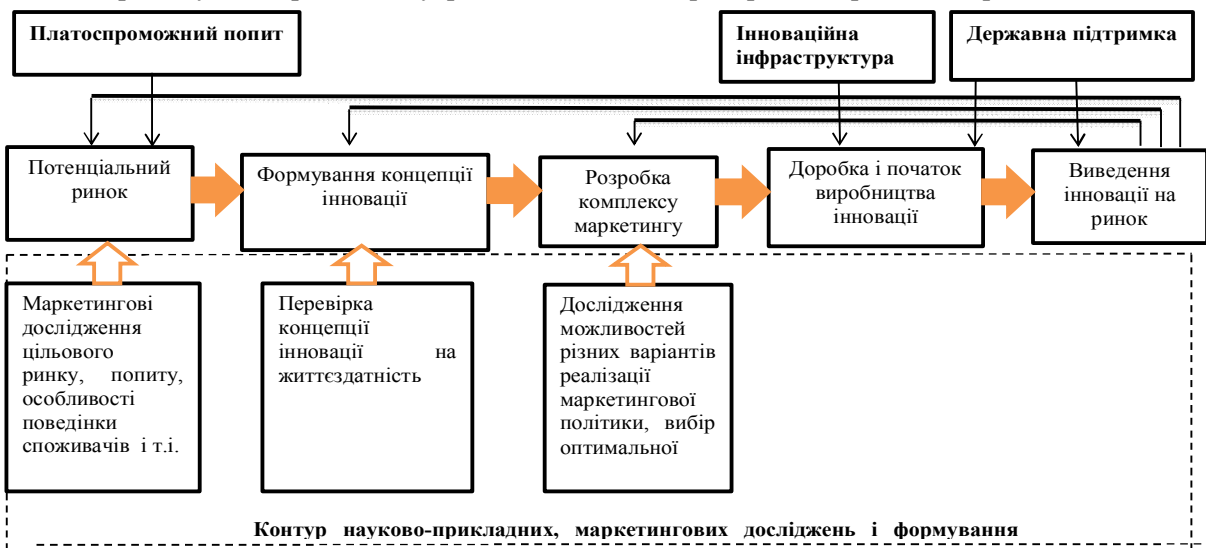 Платоспроможний попит
Інноваційна
інфраструктура
Державна підтримка
Потенціальний
ринок
Формування концепції
інновації
Розробка
комплексу
маркетингу
Доробка і початок
виробництва
інновації
Виведення
інновації на
ринок
Маркетингові
дослідження
цільового
ринку, попиту,
особливості
поведінки
споживачів і т.і.
Перевірка
концепції
інновації на
життєздатність
Дослідження
можливостей
різних варіантів
реалізації
маркетингової
політики, вибір
оптимальної
Контур науково-прикладних, маркетингових досліджень і формування